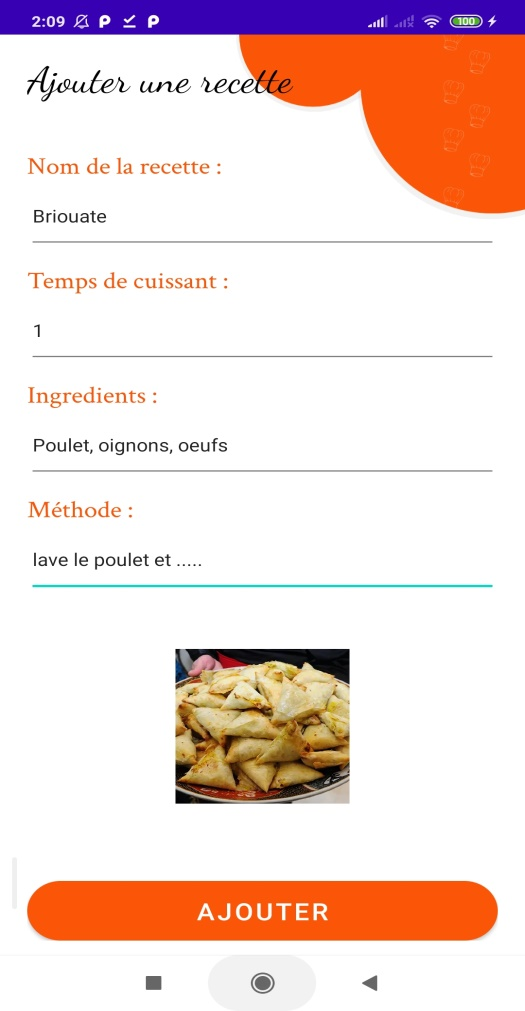 2:09
100
Ajouter une recette
Nom de la recette :
Briouate
Temps de cuissant :
1
Ingredients :
Poulet, oignons, oeufs
Méthode :
lave le poulet et .....
AJOUTER